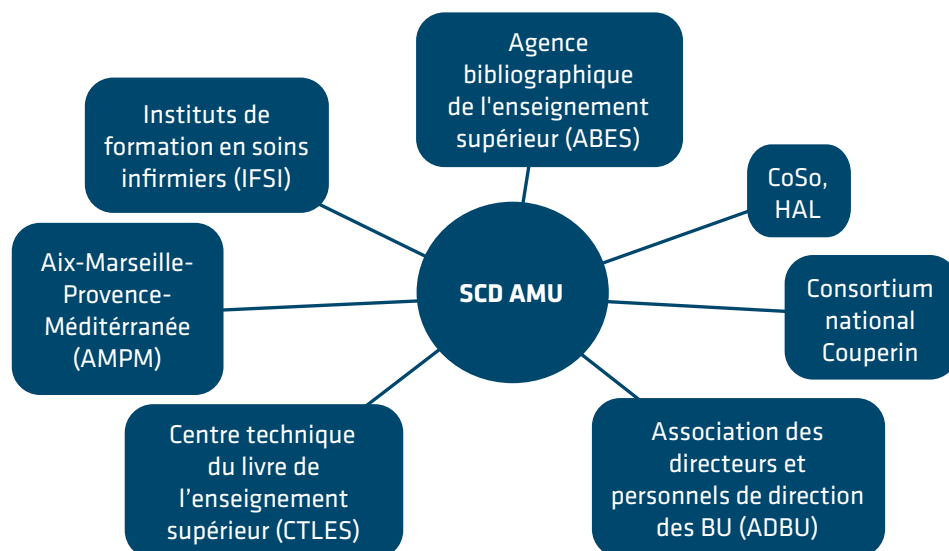 Agence
bibliographique
de l'enseignement
supérieur (ABES)
Instituts de
formation en soins
infirmiers (IFSI)
CoSo,
HAL
Aix-Marseille-
Provence-
Méditérranée
(AMPM)
SCD AMU
Consortium
national
Couperin
Centre technique
du livre de
l’enseignement
supérieur (CTLES)
Association des
directeurs et
personnels de direction
des BU (ADBU)